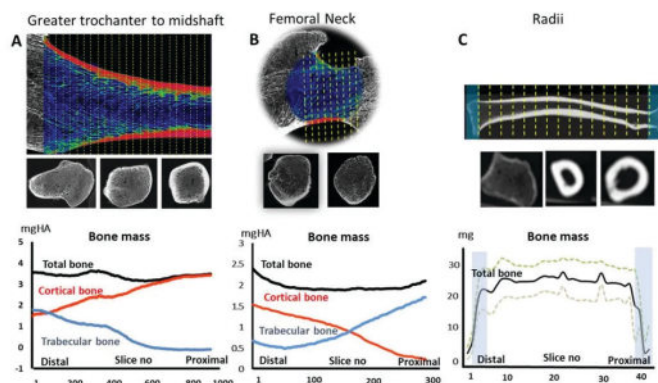 Greater trochanter to midshaft
Femoral Neck
Radii
A
B
C
mgHA
Bone mass
4
3
2
1
0
-1
Total bone
Cortical bone
Trabecular bone
Distal
Slice no
Proximal
1
200
400
600
800
1000
mgHA
Bone mass
3
2.5
2
1.5
1
0.5
0
Total bone
Cortical bone
Trabecular bone
Distal
Slice no
Proximal
1
100
200
300
mg
Bone mass
30
20
10
0
Total bone
Distal
Slice no
Proximal
1
10
20
30
40